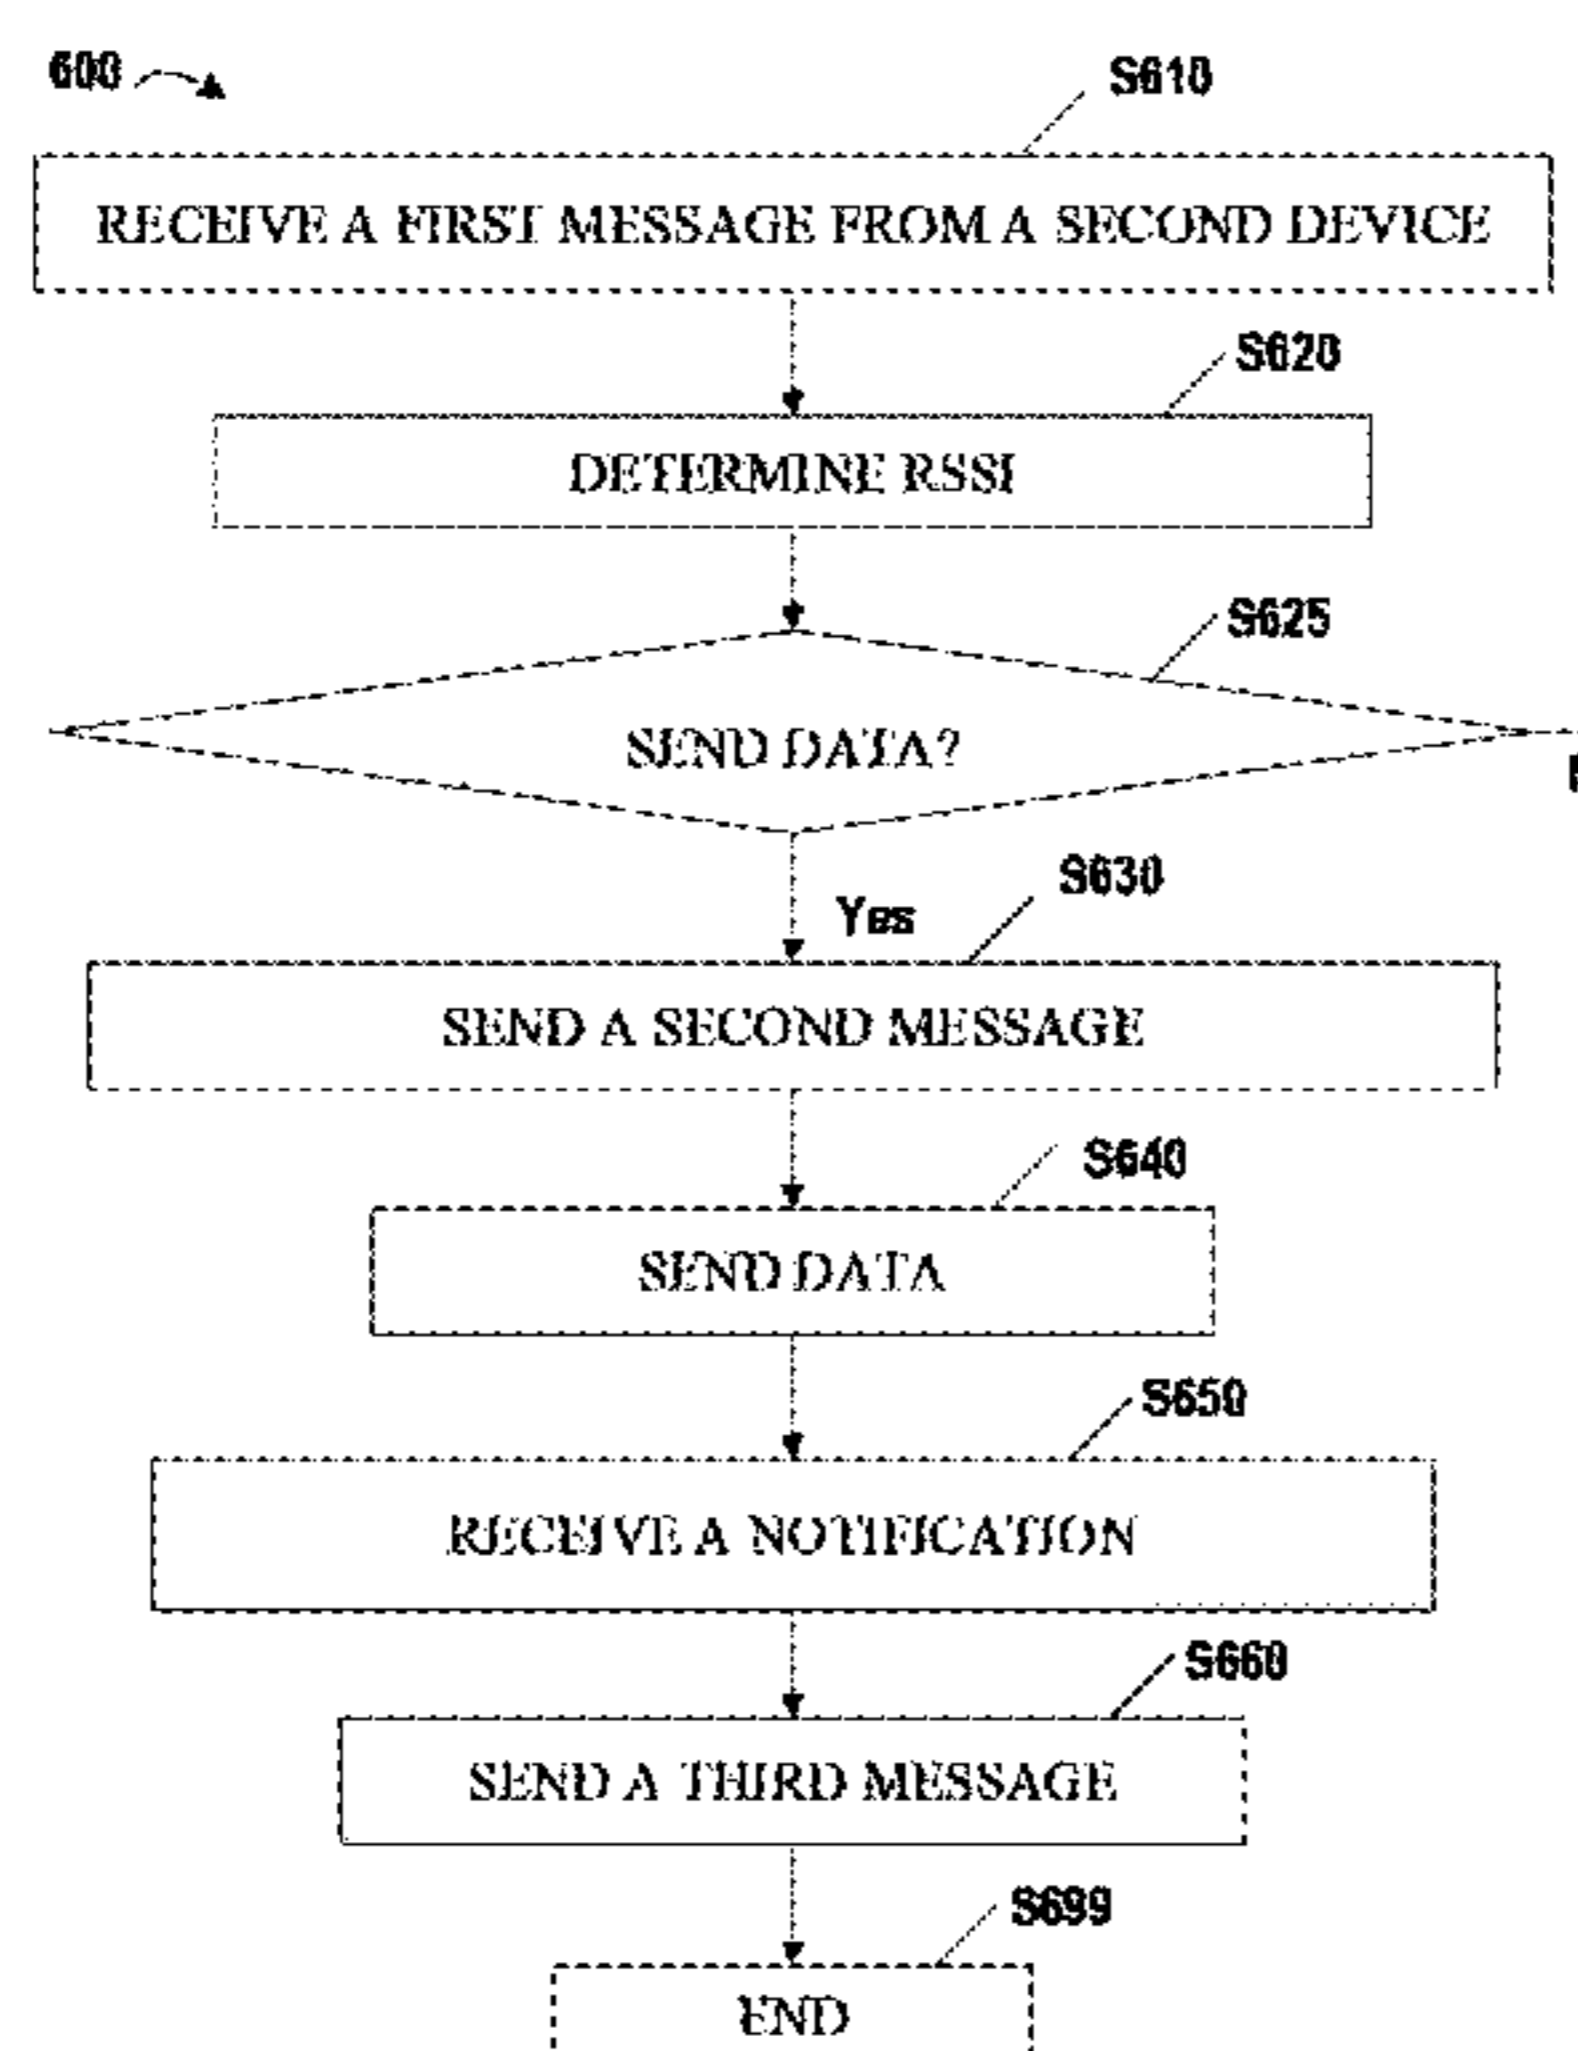 600
S610
RECEIVE A FIRST MESSAGE FROM A SECOND DEVICE
S620
DETERMINE RSSI
S625
SEND DATA?
S630
Yes
SEND A SECOND MESSAGE
S640
SEND DATA
S650
RECEIVE A NOTIFICATION
S660
SEND A THIRD MESSAGE
S699
END